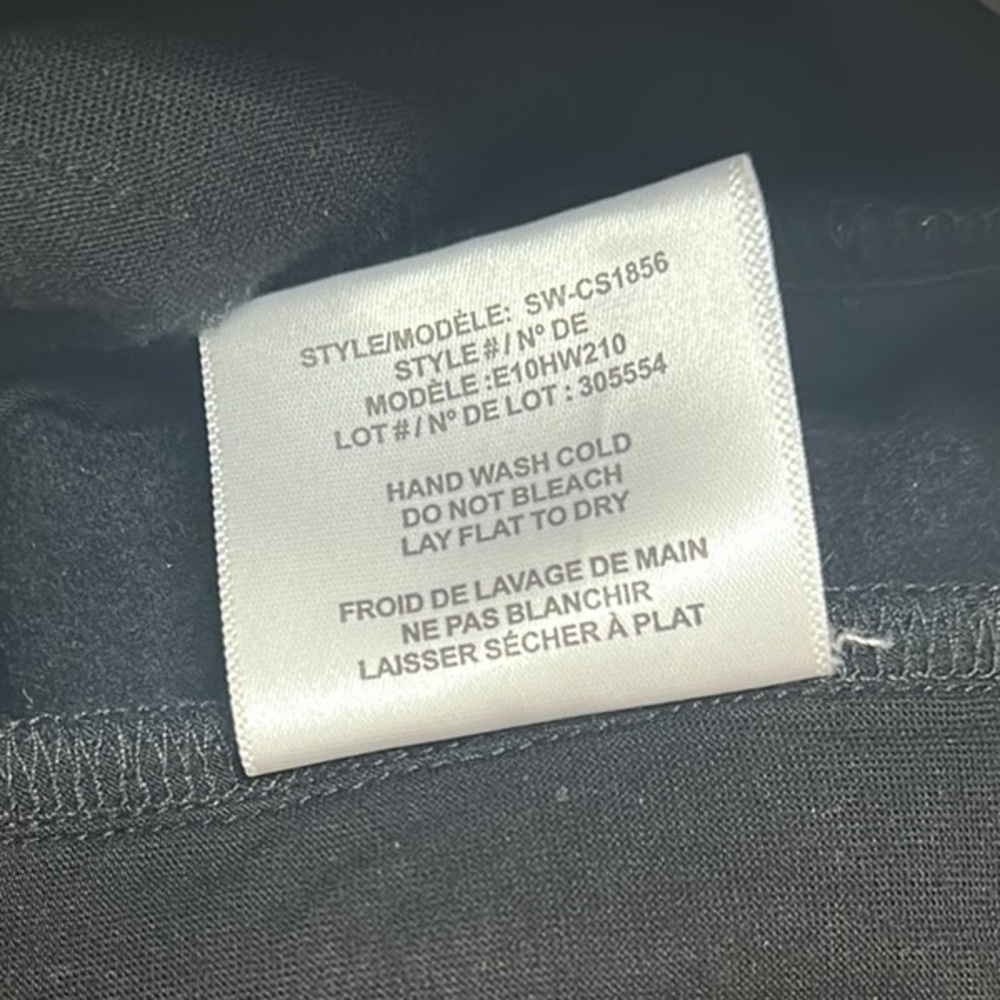 STYLE/MODÈLE: SW-CS1856
STYLE #/ Nº DE
MODÈLE :E10HW210
LOT # / Nº DE LOT : 305554
HAND WASH COLD
DO NOT BLEACH
LAY FLAT TO DRY
FROID DE LAVAGE DE MAIN
NE PAS BLANCHIR
LAISSER SÉCHER À PLAT